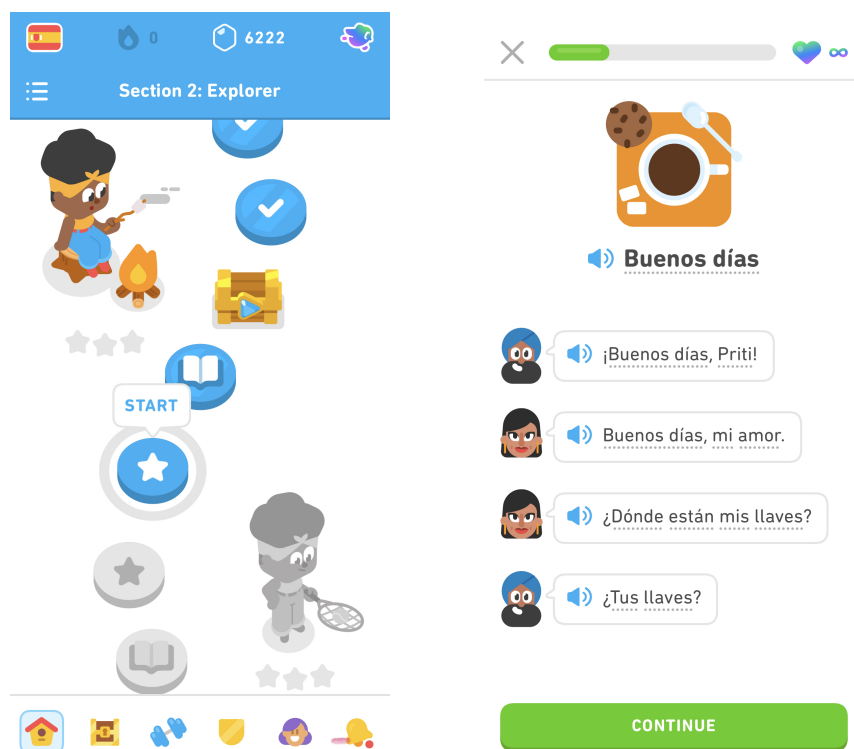 0
6222
Section 2: Explorer
START
Buenos días
¡Buenos días, Priti!
Buenos días, mi amor.
¿Dónde están mis llaves?
¿Tus llaves?
CONTINUE